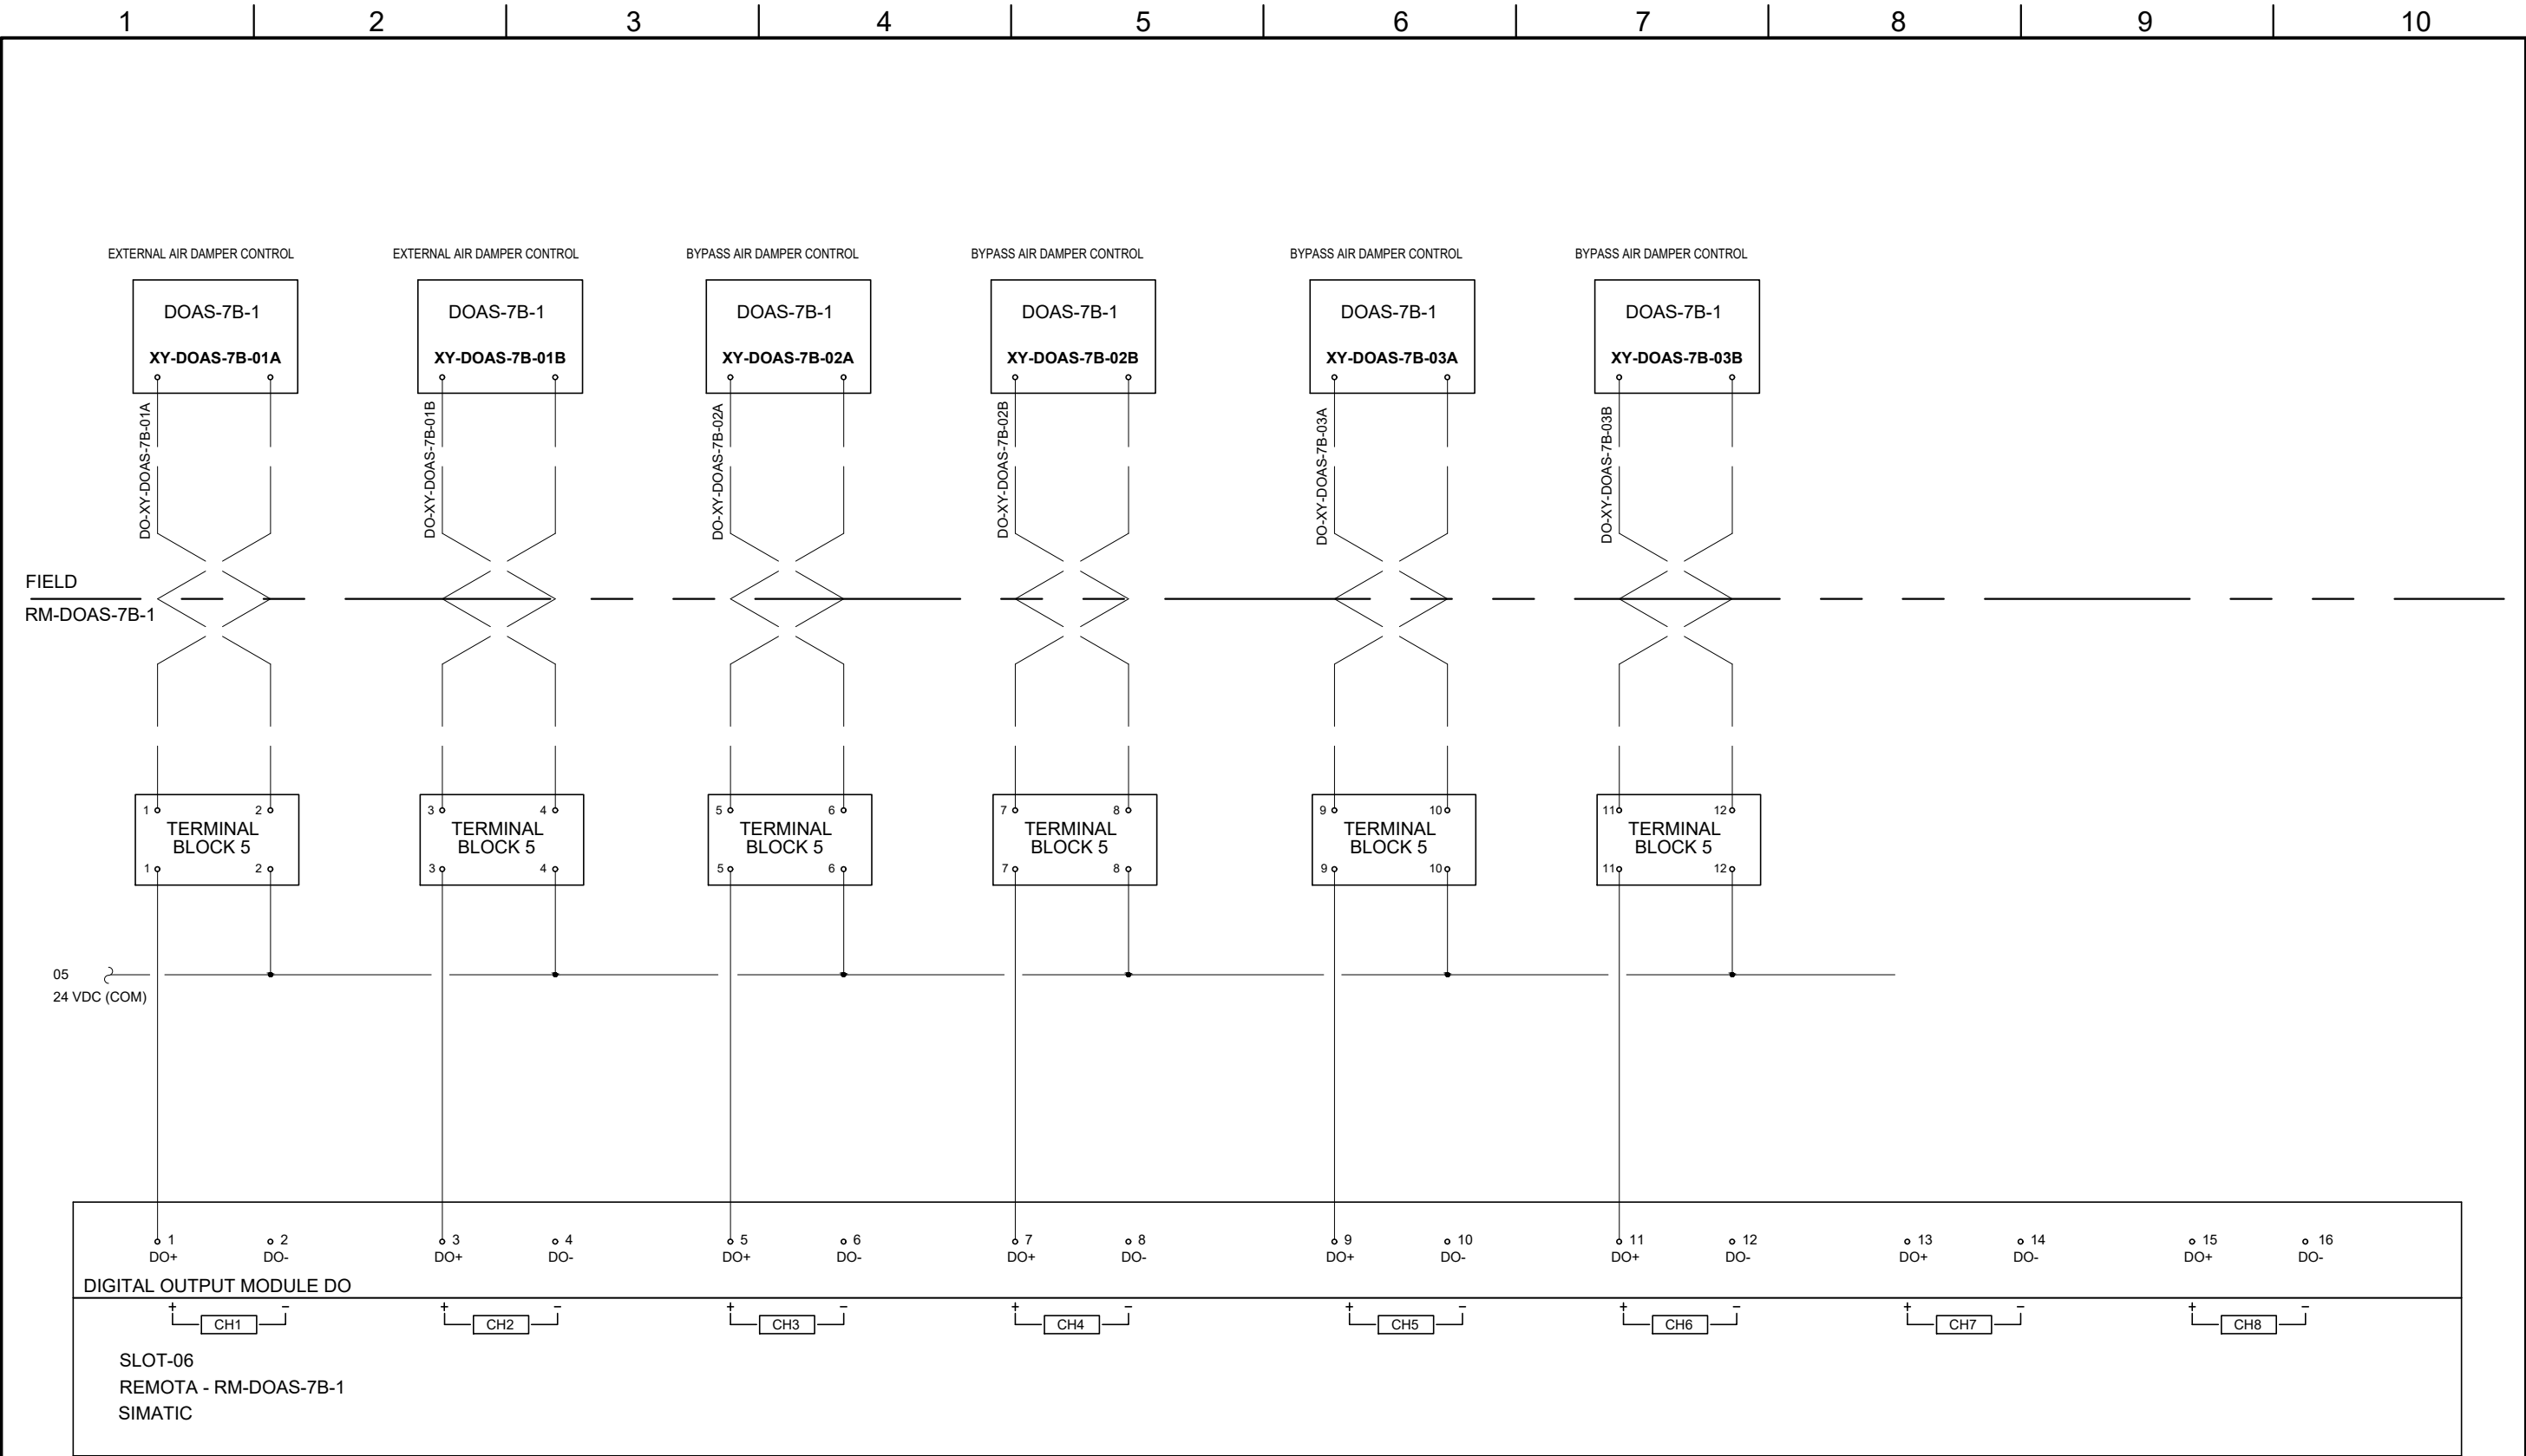 1 2 3 4 5 6 7 8 9 10
EXTERNAL AIR DAMPER CONTROL
EXTERNAL AIR DAMPER CONTROL
BYPASS AIR DAMPER CONTROL
BYPASS AIR DAMPER CONTROL
BYPASS AIR DAMPER CONTROL
BYPASS AIR DAMPER CONTROL
DOAS-7B-1
XY-DOAS-7B-01A
DOAS-7B-1
XY-DOAS-7B-01B
DOAS-7B-1
XY-DOAS-7B-02A
DOAS-7B-1
XY-DOAS-7B-02B
DOAS-7B-1
XY-DOAS-7B-03A
DOAS-7B-1
XY-DOAS-7B-03B
DO-XY-DOAS-7B-01A
DO-XY-DOAS-7B-01B
DO-XY-DOAS-7B-02A
DO-XY-DOAS-7B-02B
DO-XY-DOAS-7B-03A
DO-XY-DOAS-7B-03B
FIELD
RM-DOAS-7B-1
1 2
TERMINAL
BLOCK 5
1 2
3 4
TERMINAL
BLOCK 5
3 4
5 6
TERMINAL
BLOCK 5
5 6
7 8
TERMINAL
BLOCK 5
7 8
9 10
TERMINAL
BLOCK 5
9 10
11 12
TERMINAL
BLOCK 5
11 12
05
24 VDC (COM)
1 2 3 4 5 6 7 8 9 10 11 12 13 14 15 16
DO+ DO- DO+ DO- DO+ DO- DO+ DO- DO+ DO- DO+ DO- DO+ DO- DO+ DO-
DIGITAL OUTPUT MODULE DO
+ − + − + − + − + − + − + − + −
CH1 CH2 CH3 CH4 CH5 CH6 CH7 CH8
SLOT-06
REMOTA - RM-DOAS-7B-1
SIMATIC